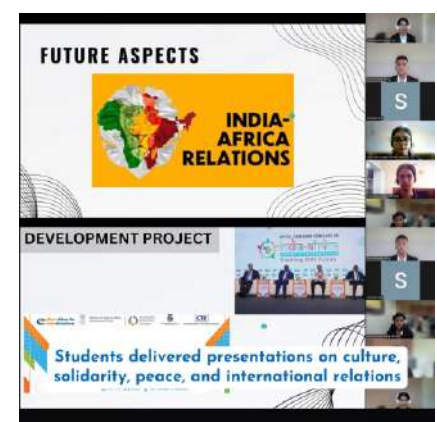 FUTURE ASPECTS
INDIA-
AFRICA
RELATIONS
S
DEVELOPMENT PROJECT
S
Students delivered presentations on culture,
solidarity, peace, and international relations